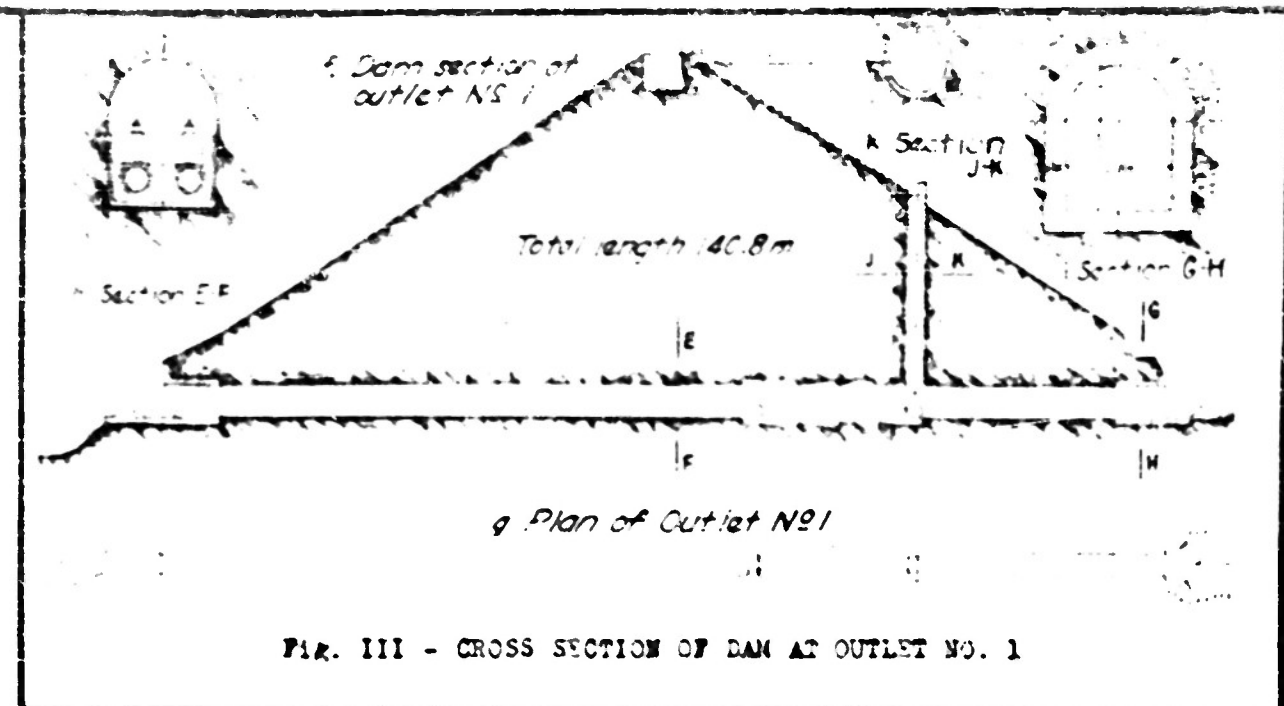 f. Dam section at
outlet Nº 1
k Section
J-K
Total length 140.8m
J K
Section E-F
Section G-H
G
E
F
H
g Plan of Outlet Nº1
Fig. III - CROSS SECTION OF DAM AT OUTLET NO. 1